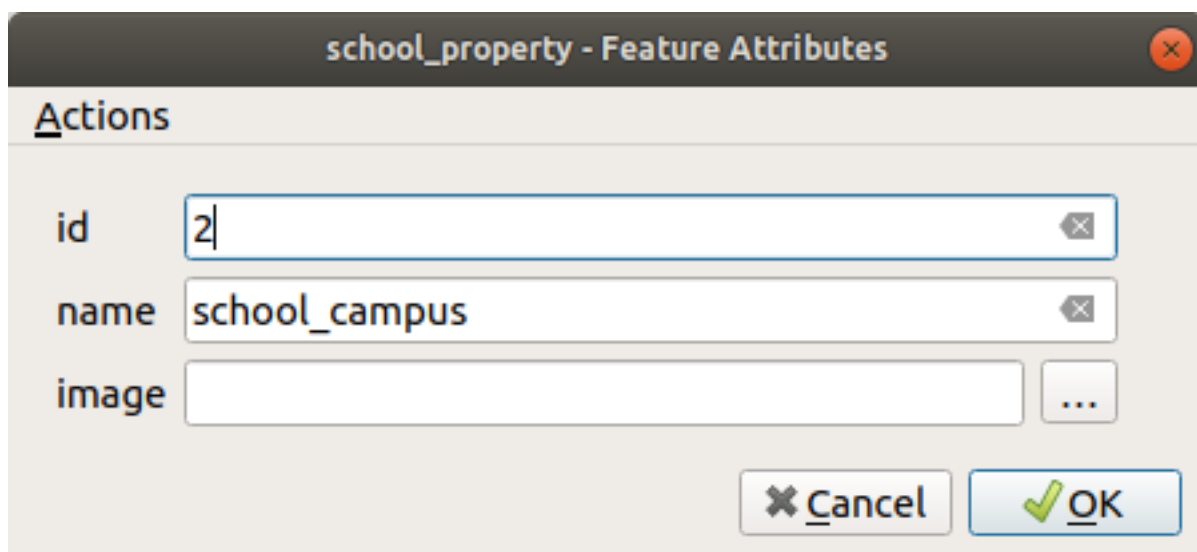 school_property - Feature Attributes
Actions
id 2
name school_campus
image ...
Cancel OK